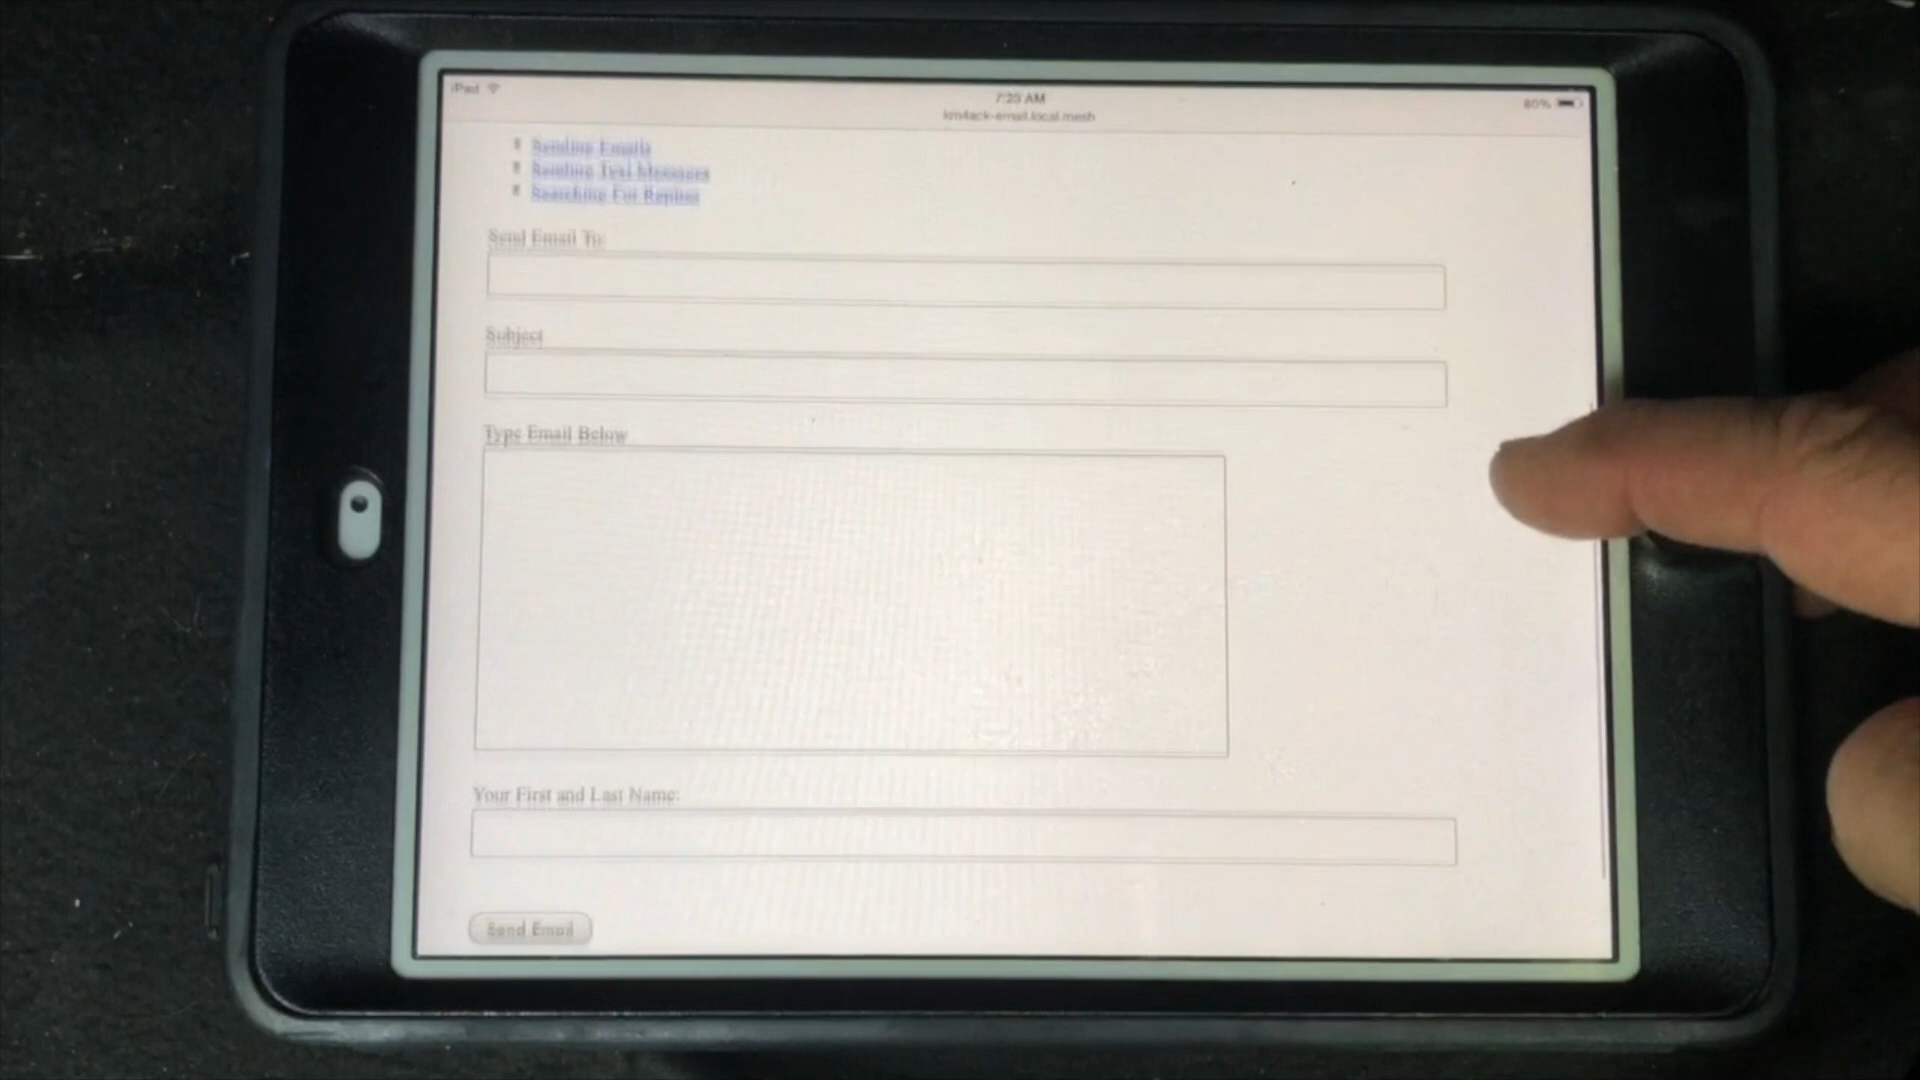 iPad
7:23 AM
80%
km4ack-email.local.mesh
Sending Emails
Sending Text Messages
Searching For Replies
Send Email To:
Subject
Type Email Below
Your First and Last Name:
Send Email